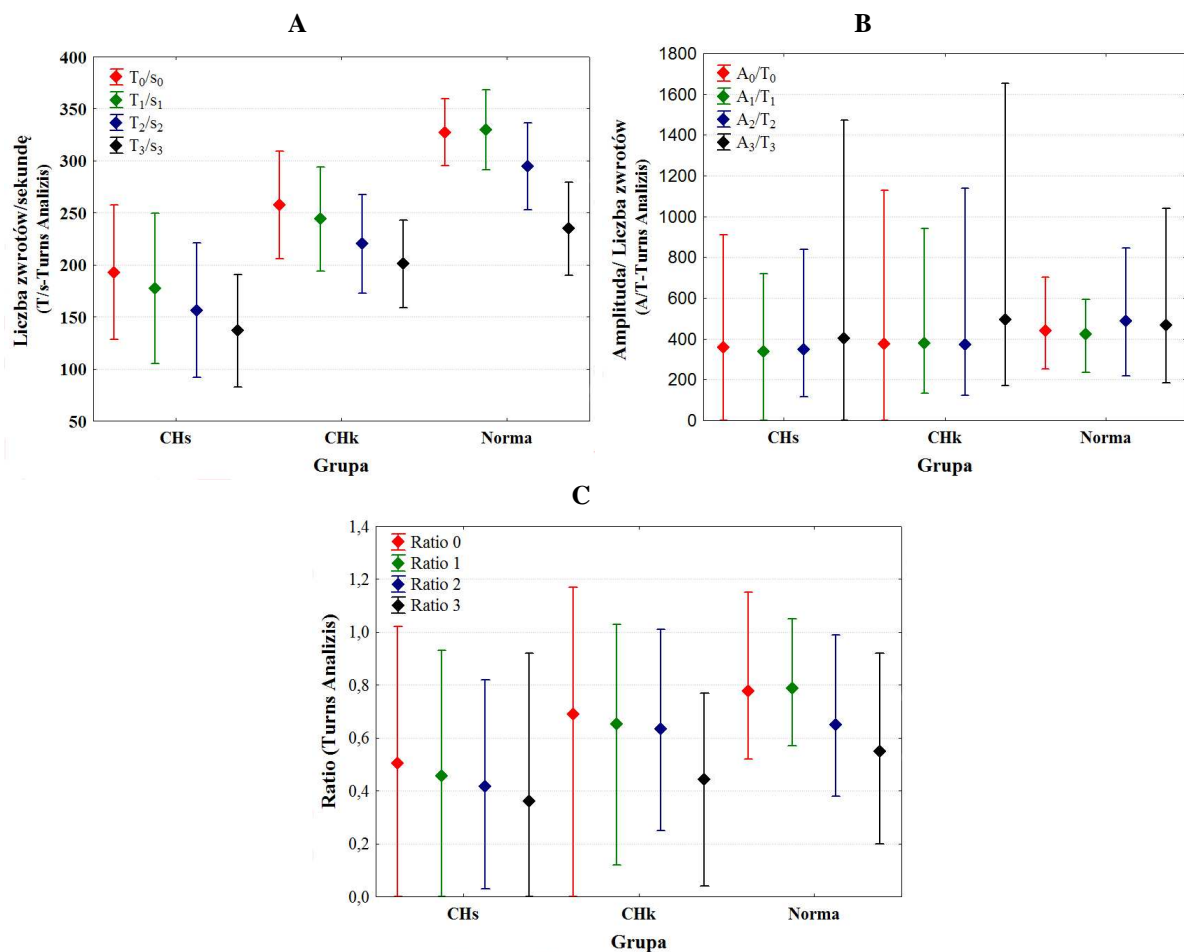 A
Liczba zwrotów/sekundę
(T/s-Turns Analizis)
400
350
300
250
200
150
100
50
T0/s0
T1/s1
T2/s2
T3/s3
CHs CHk Norma
Grupa
B
Amplituda/ Liczba zwrotów
(A/T-Turns Analizis)
1800
1600
1400
1200
1000
800
600
400
200
0
A0/T0
A1/T1
A2/T2
A3/T3
CHs CHk Norma
Grupa
C
Ratio (Turns Analizis)
1,4
1,2
1,0
0,8
0,6
0,4
0,2
0,0
Ratio 0
Ratio 1
Ratio 2
Ratio 3
CHs CHk Norma
Grupa